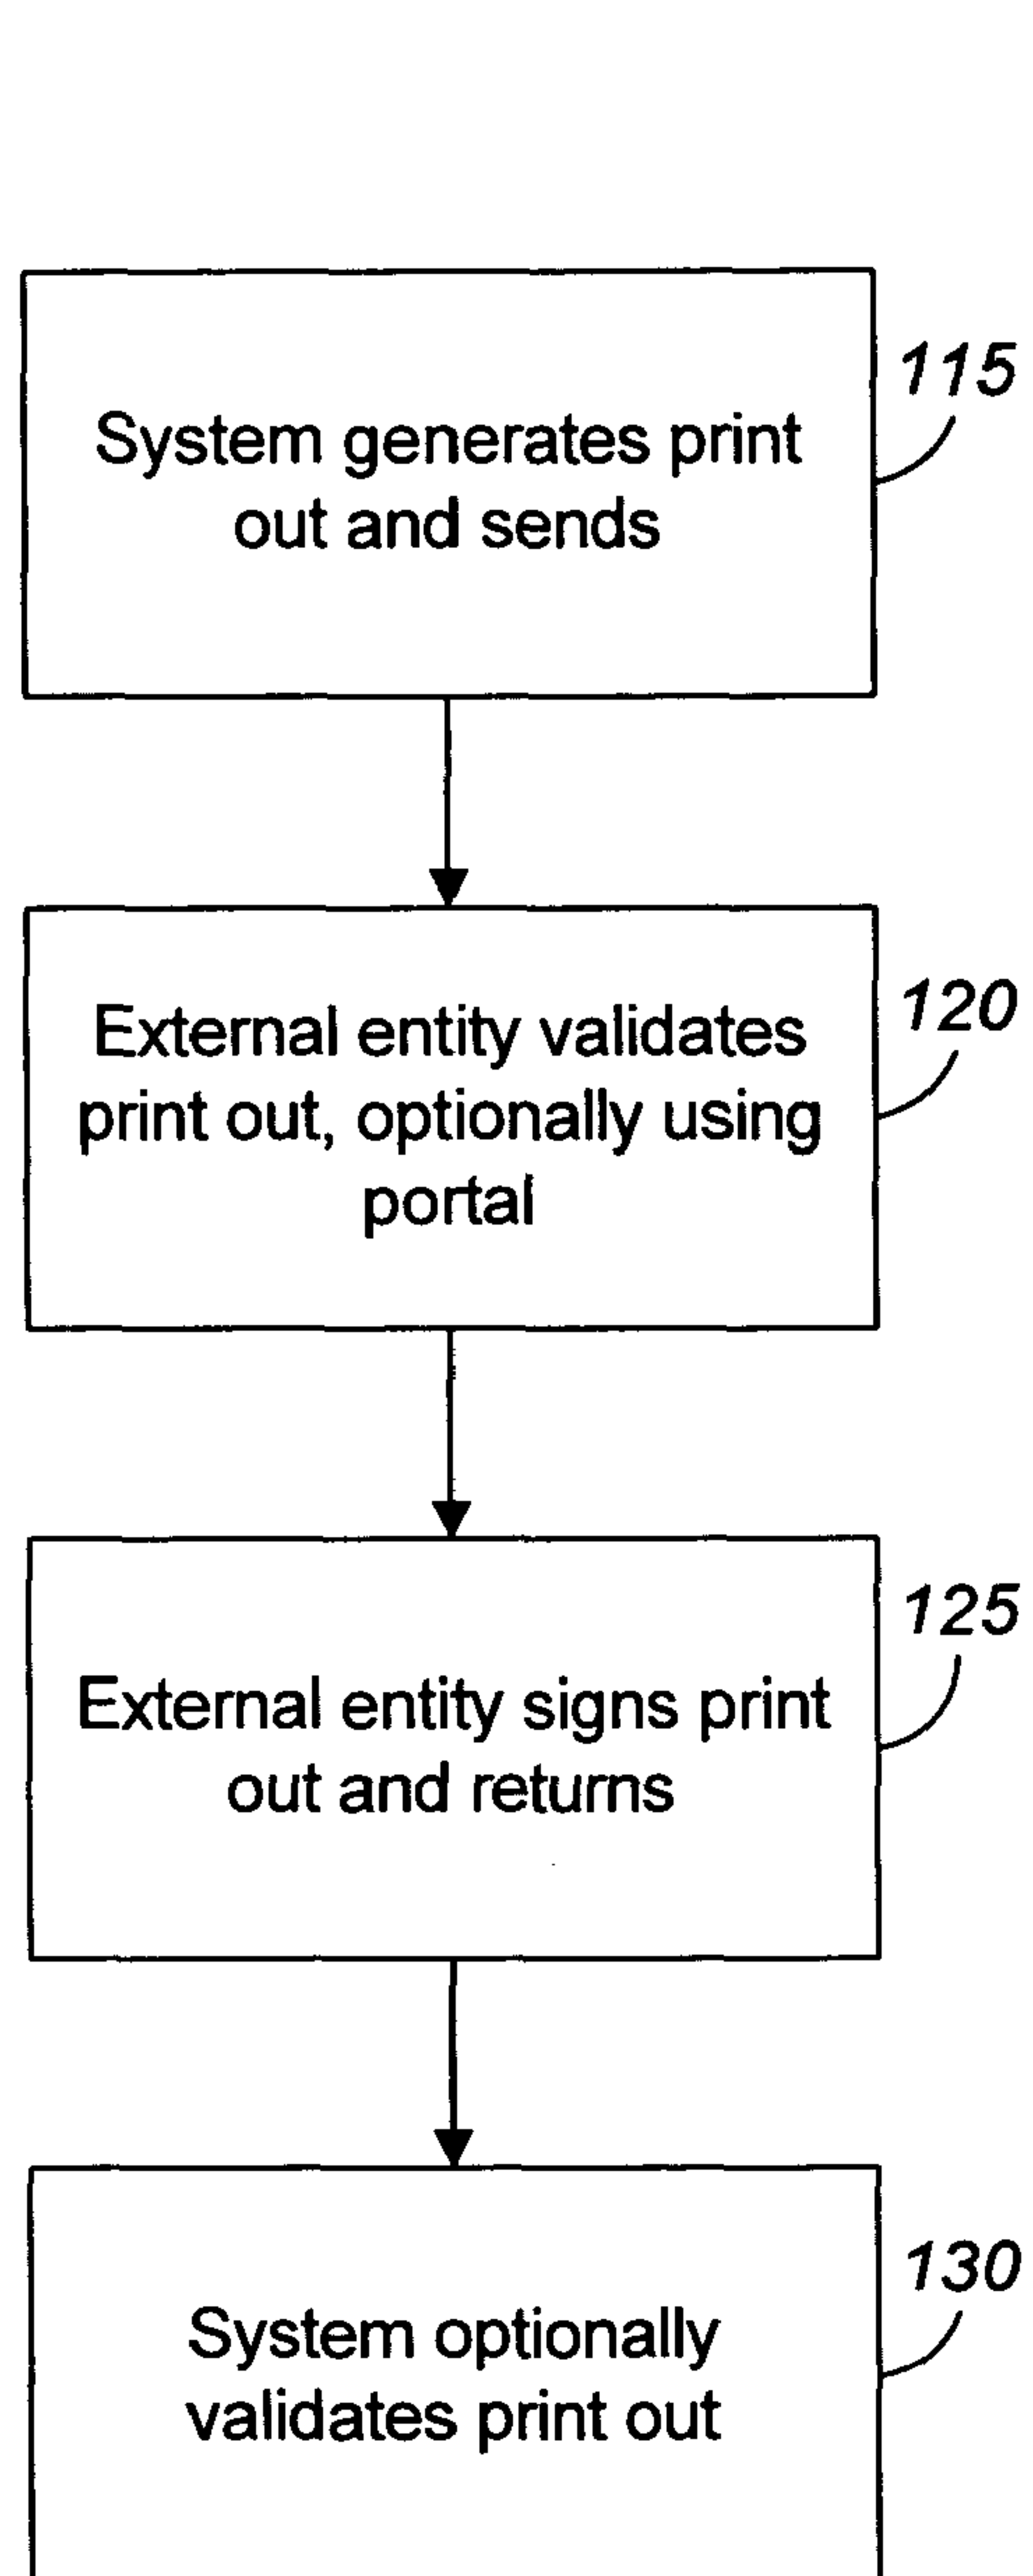 115
System generates print
out and sends
120
External entity validates
print out, optionally using
portal
125
External entity signs print
out and returns
130
System optionally
validates print out